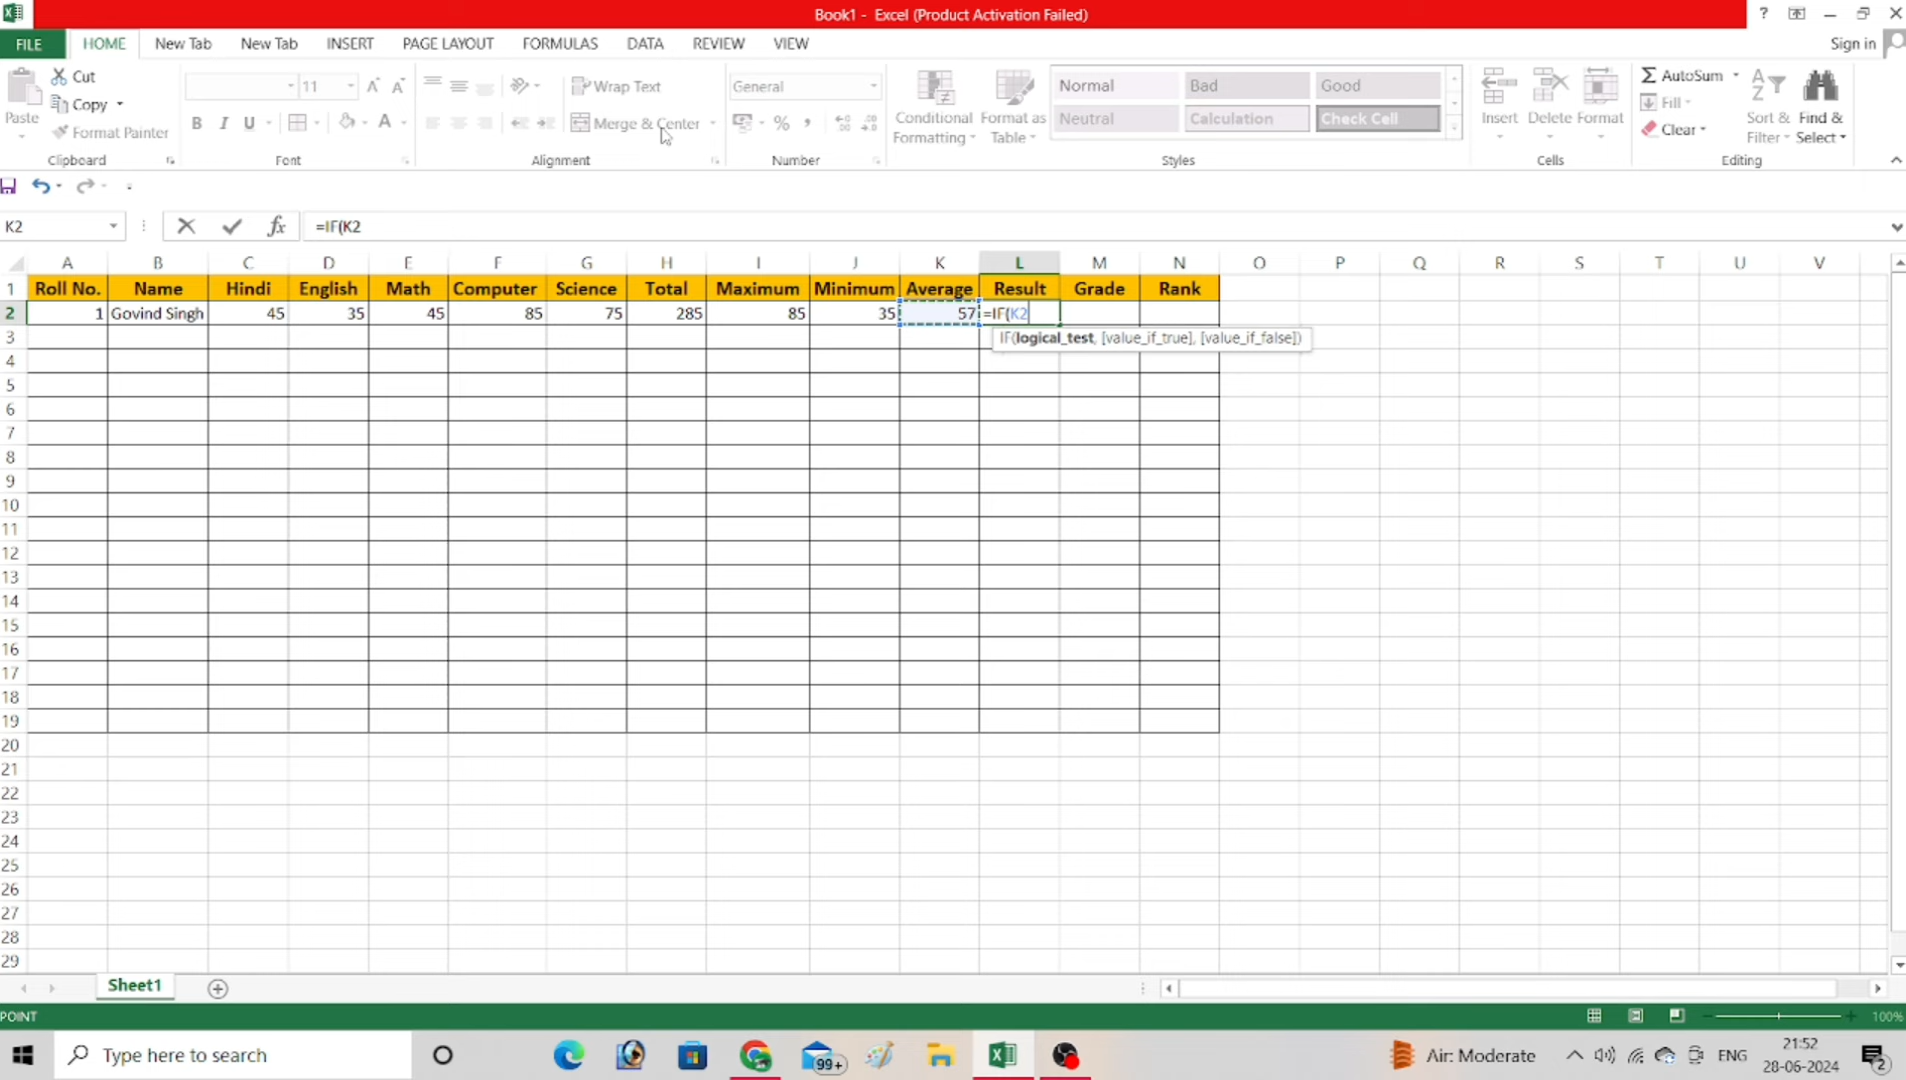 Book1 - Excel (Product Activation Failed)
FILE HOME New Tab New Tab INSERT PAGE LAYOUT FORMULAS DATA REVIEW VIEW Sign in
Cut
Copy
Format Painter
Paste
Clipboard
11
B I U
Font
Wrap Text
Merge & Center
Alignment
General
Number
Conditional Formatting
Format as Table
Normal Bad Good
Neutral Calculation Check Cell
Styles
Insert Delete Format
Cells
AutoSum
Fill
Clear
Sort & Filter
Find & Select
Editing
K2 fx =IF(K2
A B C D E F G H I J K L M N O P Q R S T U V
1 Roll No. Name Hindi English Math Computer Science Total Maximum Minimum Average Result Grade Rank
2 1 Govind Singh 45 35 45 85 75 285 85 35 57 =IF(K2
IF(logical_test, [value_if_true], [value_if_false])
3
4
5
6
7
8
9
10
11
12
13
14
15
16
17
18
19
20
21
22
23
24
25
26
27
28
29
Sheet1
POINT 100%
Type here to search 99+ Air: Moderate ENG 21:52
28-06-2024 2